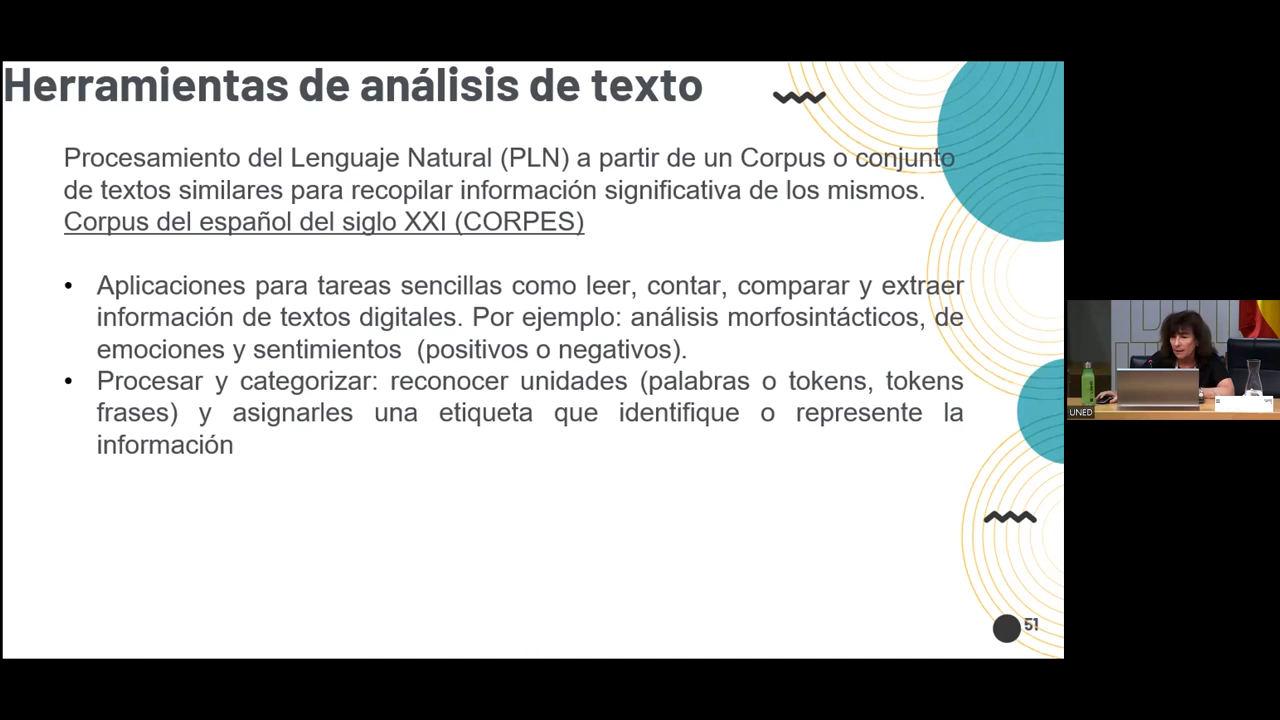 Herramientas de análisis de texto
Procesamiento del Lenguaje Natural (PLN) a partir de un Corpus o conjunto
de textos similares para recopilar información significativa de los mismos.
Corpus del español del siglo XXI (CORPES)
• Aplicaciones para tareas sencillas como leer, contar, comparar y extraer
información de textos digitales. Por ejemplo: análisis morfosintácticos, de
emociones y sentimientos (positivos o negativos).
• Procesar y categorizar: reconocer unidades (palabras o tokens, tokens
frases) y asignarles una etiqueta que identifique o represente la
información
51
UNED